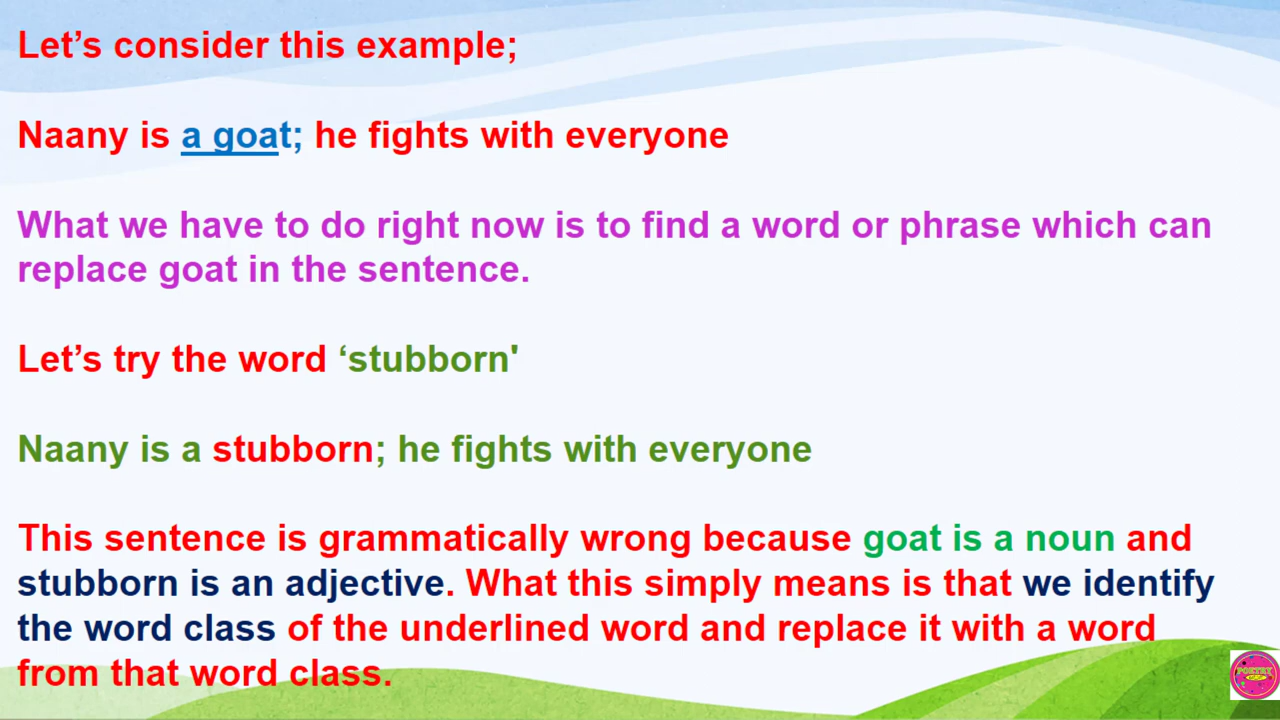 Let’s consider this example;
Naany is a goat; he fights with everyone
What we have to do right now is to find a word or phrase which can
replace goat in the sentence.
Let’s try the word ‘stubborn'
Naany is a stubborn; he fights with everyone
This sentence is grammatically wrong because goat is a noun and
stubborn is an adjective. What this simply means is that we identify
the word class of the underlined word and replace it with a word
from that word class.
POETRY